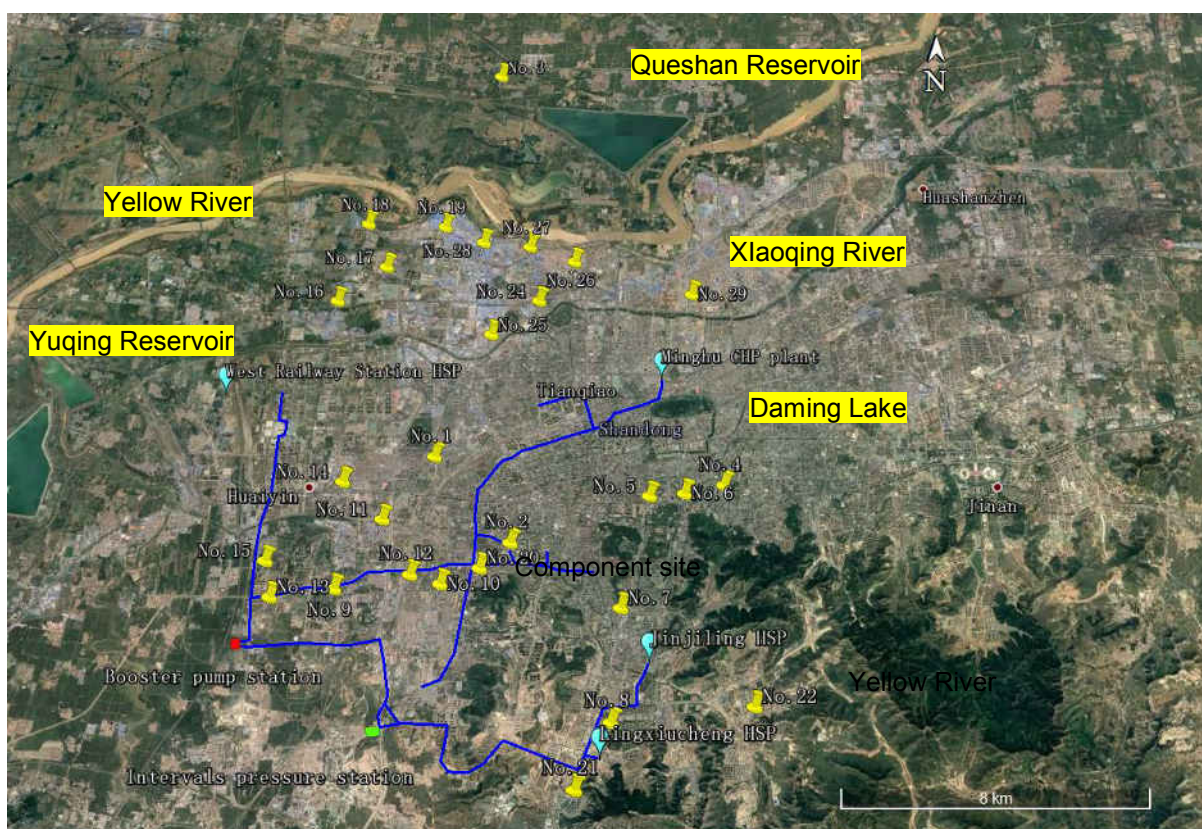 No.3
Queshan Reservoir
N
Huashanzhen
Yellow River
No.18
No.19
No.27
No.28
No.17
No.26
XIaoqing River
No.16
No.24
No.29
No.25
Yuqing Reservoir
West Railway Station HSP
Minghu CHP plant
Tianqiao
Daming Lake
Shandong
No.1
No.14
Huaiyin
No.4
No.5
No.6
Jinan
No.11
No.2
No.15
No.12
No.20
Component site
No.13
No.9
No.10
No.7
Jinjiling HSP
Booster pump station
Yellow River
No.8
No.22
Lingxiucheng HSP
Intervals pressure station
No.21
8 km